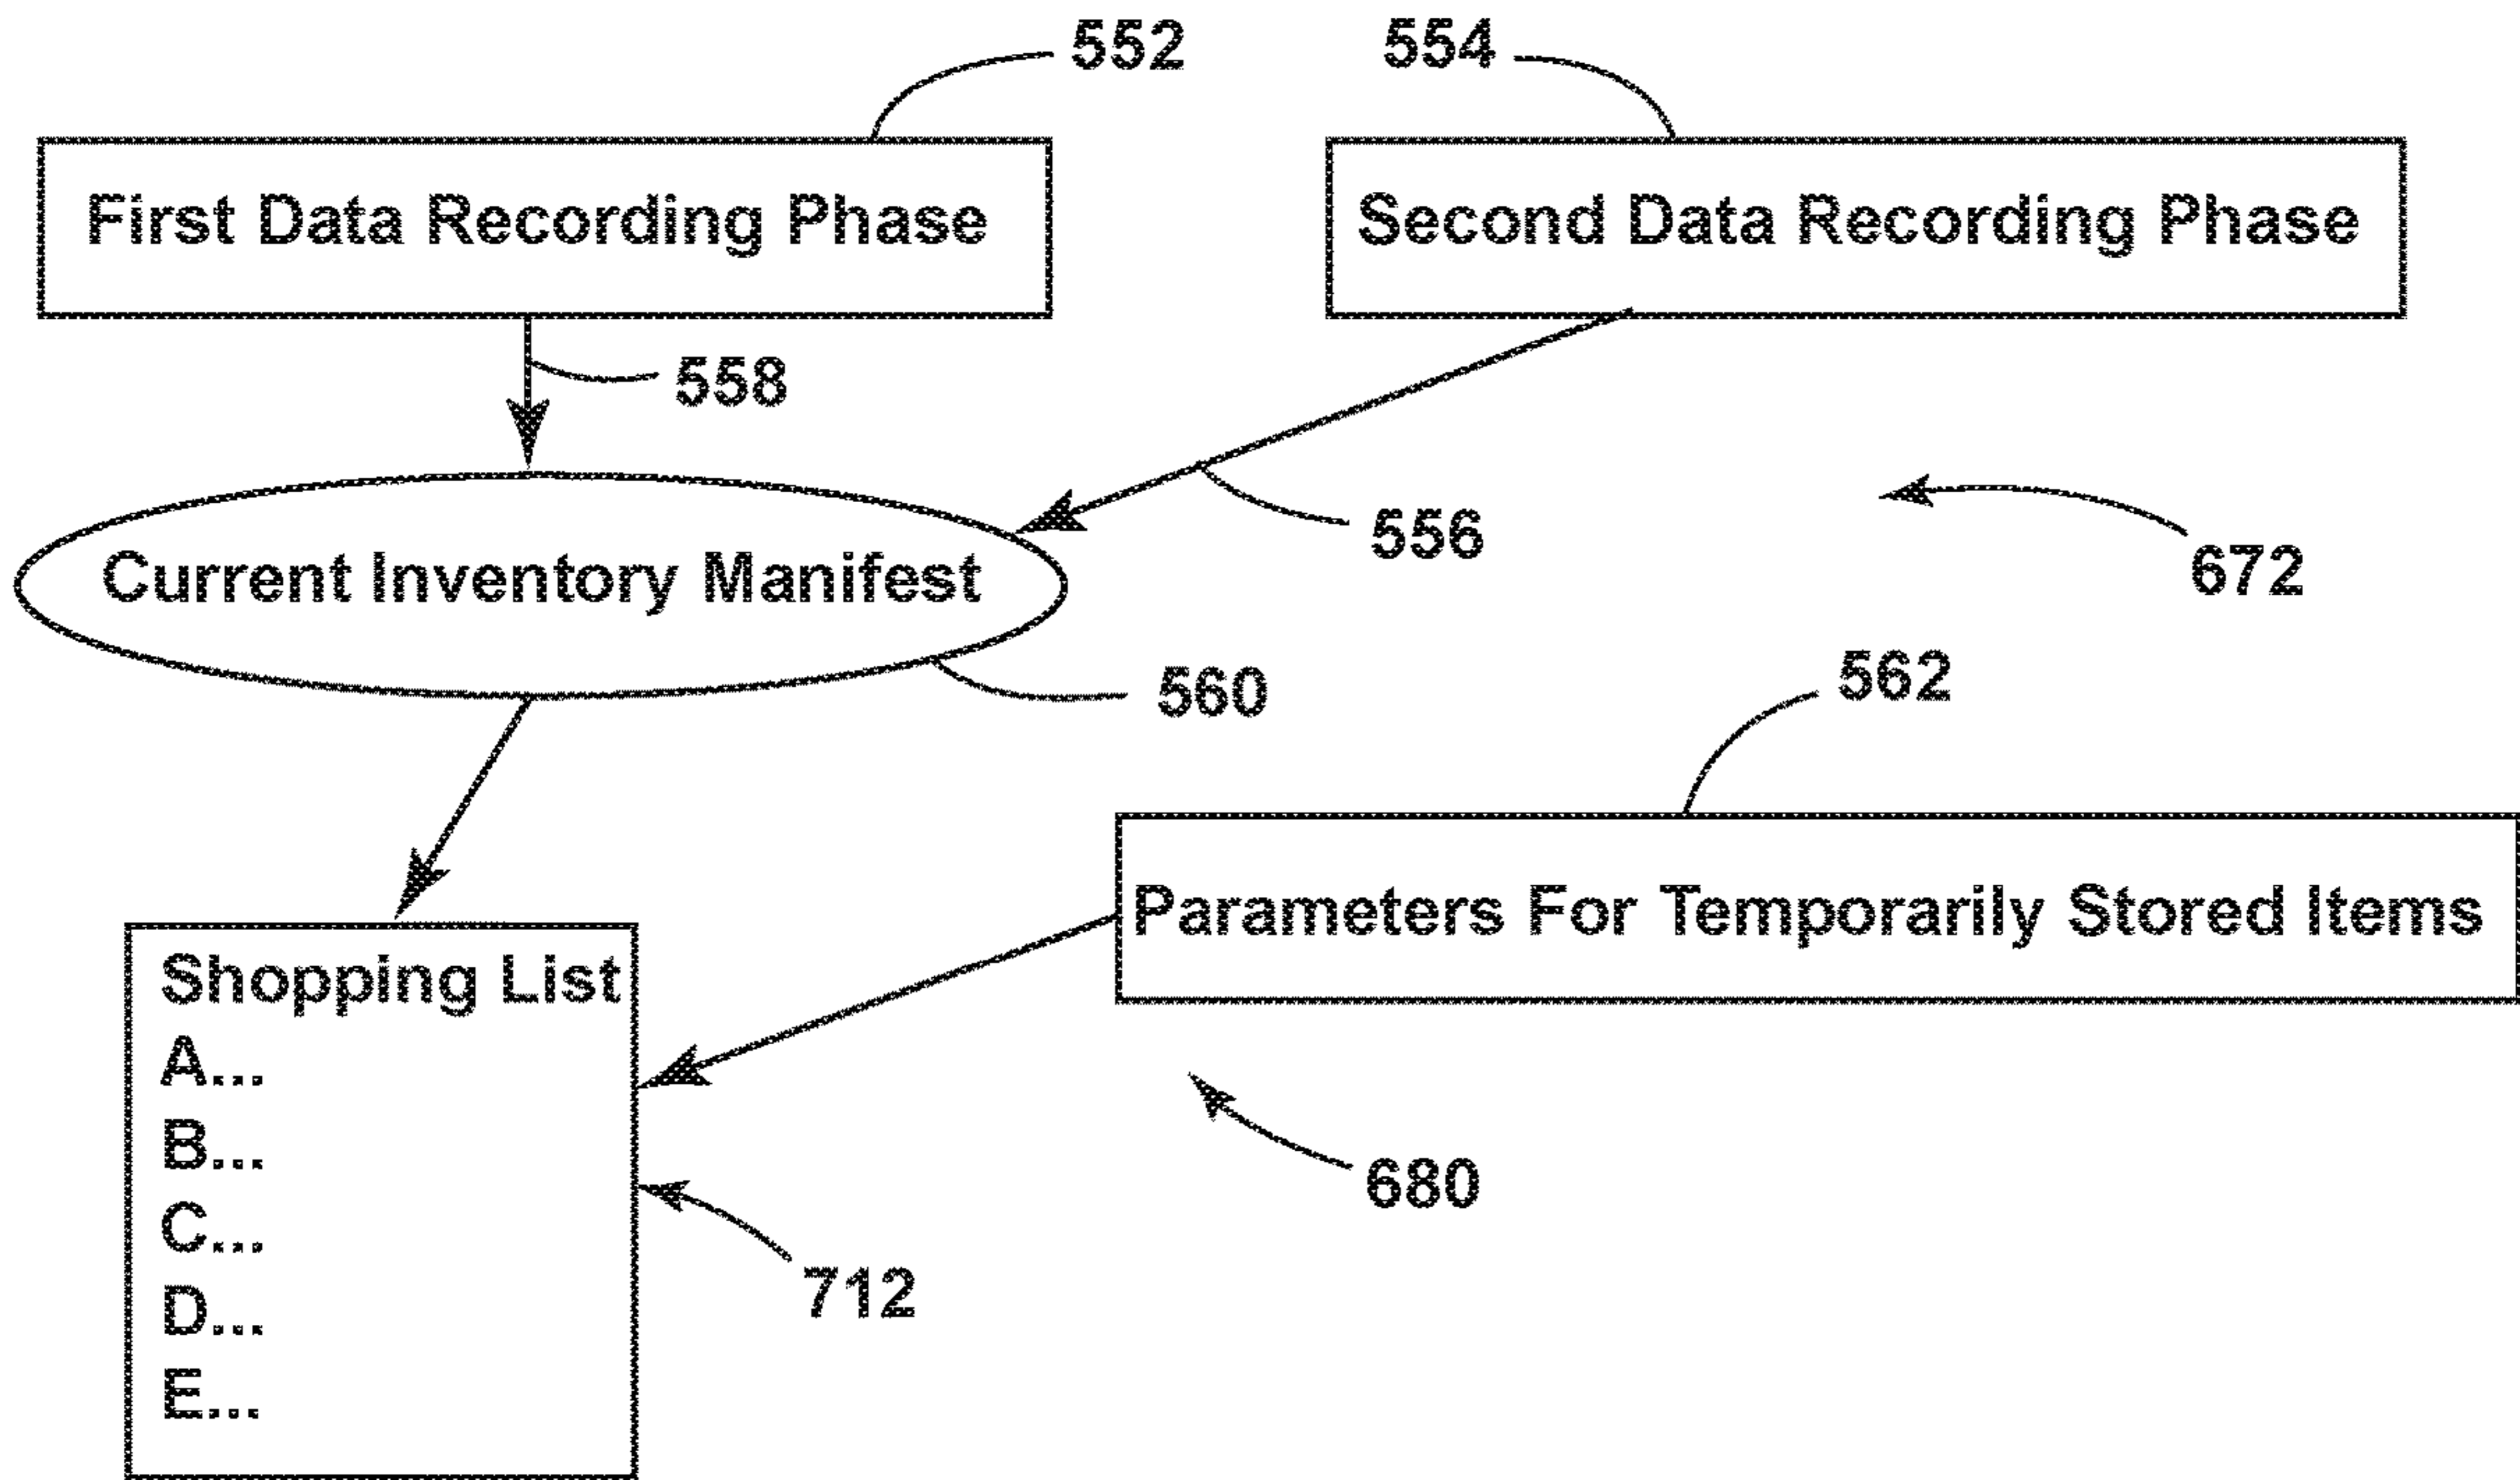 552
554
First Data Recording Phase
Second Data Recording Phase
558
556
Current Inventory Manifest
672
560
562
Parameters For Temporarily Stored Items
Shopping List
A...
B...
C...
D...
E...
680
712